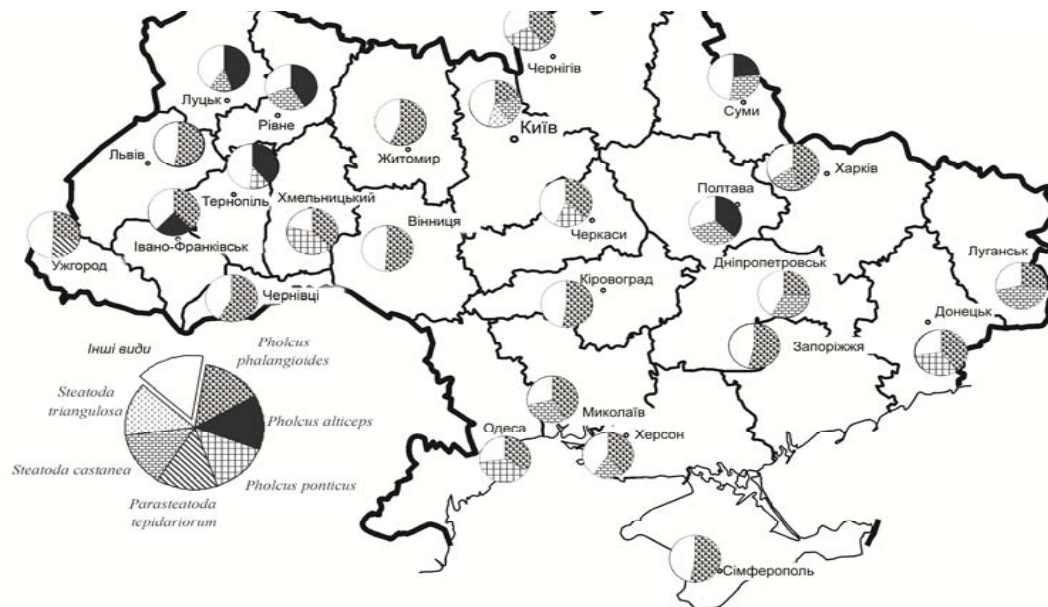 Чернігів
Луцьк
Рівне
Суми
Київ
Житомир
Львів
Харків
Тернопіль
Хмельницький
Полтава
Вінниця
Черкаси
Івано-Франківськ
Ужгород
Луганськ
Дніпропетровськ
Кіровоград
Чернівці
Донецьк
Запоріжжя
Миколаїв
Одеса
Херсон
Сімферополь
Інші види
Pholcus
phalangioides
Steatoda
triangulosa
Pholcus alticeps
Steatoda castanea
Pholcus ponticus
Parasteatoda
tepidariorum